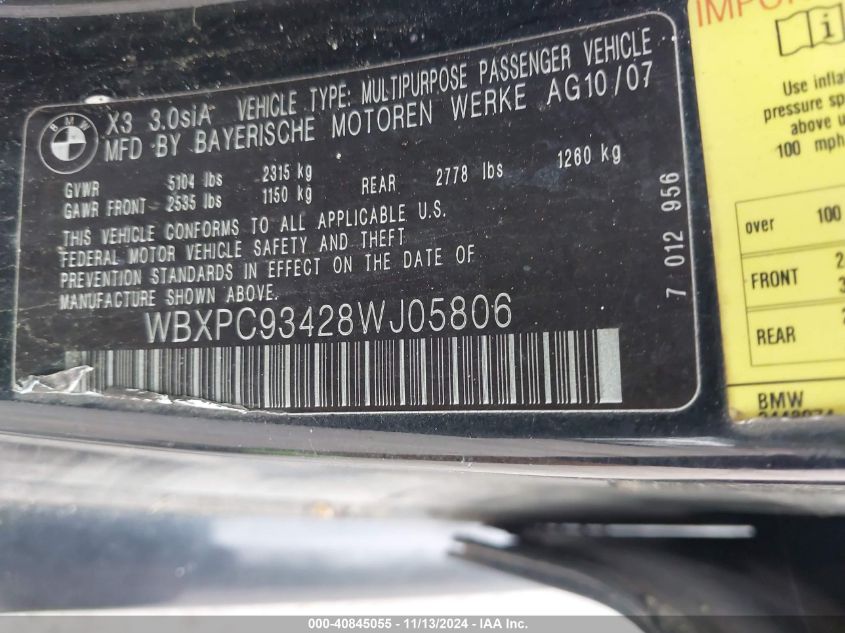 BMW
X3 3.0siA VEHICLE TYPE: MULTIPURPOSE PASSENGER VEHICLE
MFD BY BAYERISCHE MOTOREN WERKE AG10/07
GVWR 5104 lbs 2315 kg
GAWR FRONT 2535 lbs 1150 kg REAR 2778 lbs 1260 kg
THIS VEHICLE CONFORMS TO ALL APPLICABLE U.S.
FEDERAL MOTOR VEHICLE SAFETY AND THEFT
PREVENTION STANDARDS IN EFFECT ON THE DATE OF
MANUFACTURE SHOWN ABOVE.
WBXPC93428WJ05806
7 012 956
Use
pressure
above
100 mph
over 100
FRONT
REAR
BMW
000-40845055 - 11/13/2024 - IAA Inc.